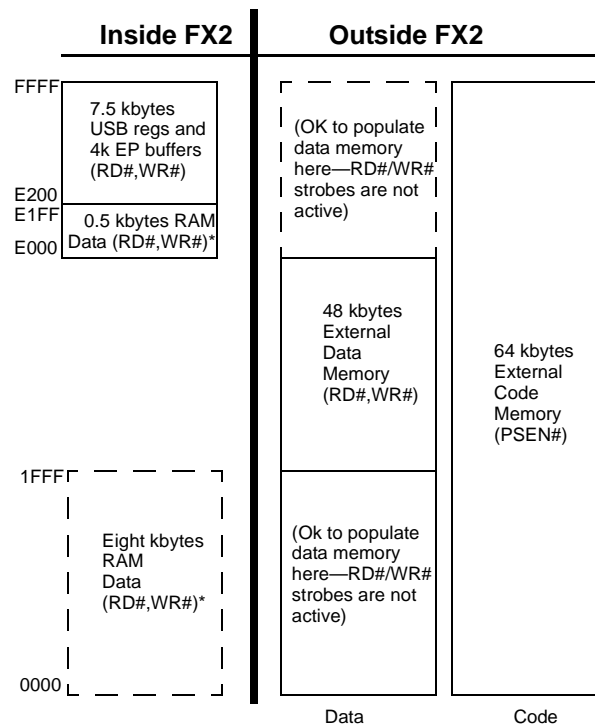 Inside FX2
Outside FX2
FFFF
7.5 kbytes
USB regs and
4k EP buffers
(RD#,WR#)
E200
E1FF
0.5 kbytes RAM
Data (RD#,WR#)*
E000
(OK to populate
data memory
here—RD#/WR#
strobes are not
active)
48 kbytes
External
Data
Memory
(RD#,WR#)
64 kbytes
External
Code
Memory
(PSEN#)
1FFF
Eight kbytes
RAM
Data
(RD#,WR#)*
(Ok to populate
data memory
here—RD#/WR#
strobes are not
active)
0000
Data
Code